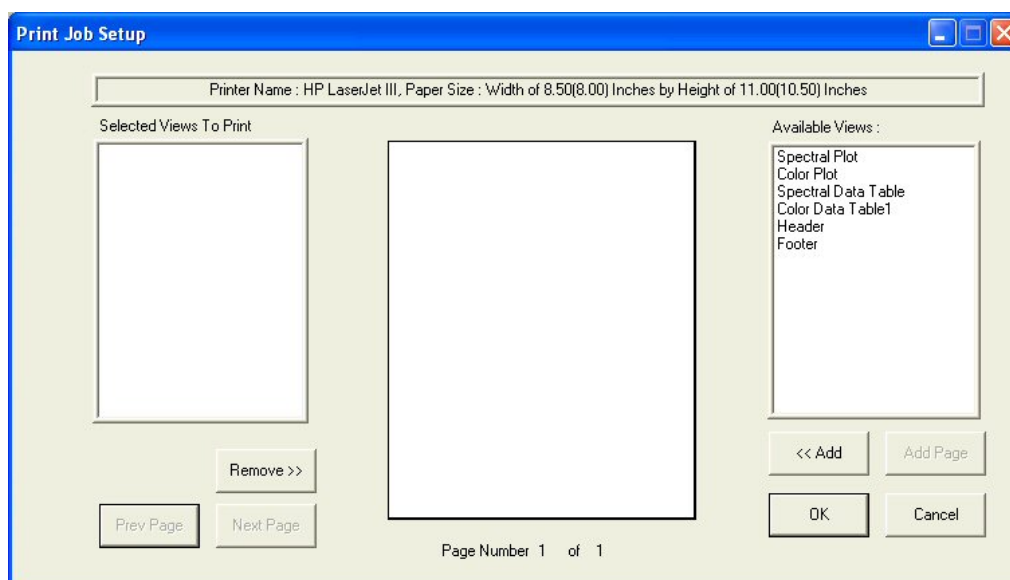 Print Job Setup
Printer Name : HP LaserJet III, Paper Size : Width of 8.50(8.00) Inches by Height of 11.00(10.50) Inches
Selected Views To Print
Available Views :
Spectral Plot
Color Plot
Spectral Data Table
Color Data Table1
Header
Footer
Remove >>
<< Add
Add Page
Prev Page
Next Page
OK
Cancel
Page Number 1 of 1